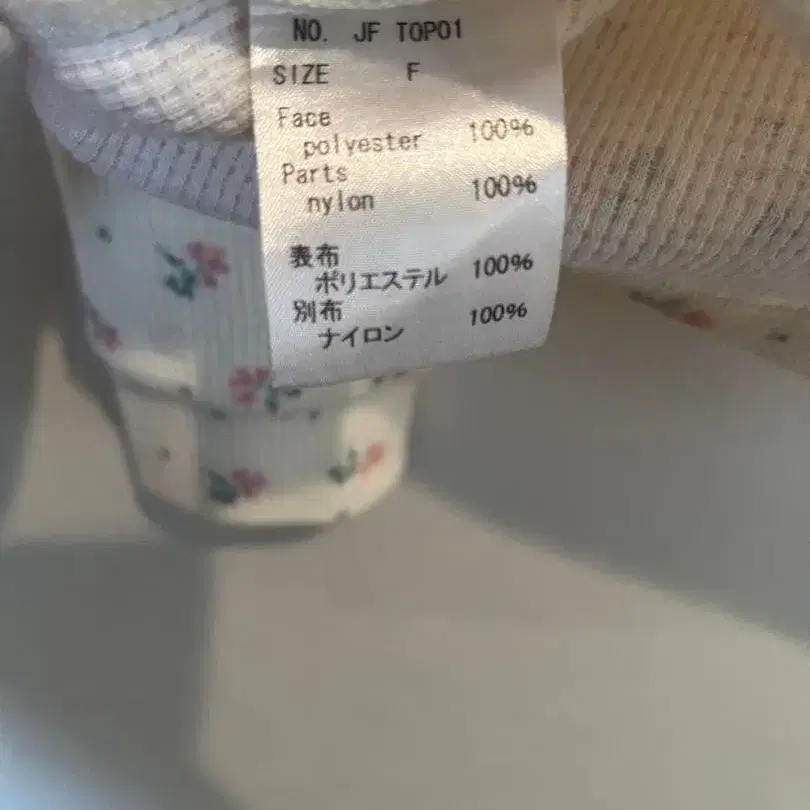 NO. JF TOP01
SIZE F
Face
polyester 100%
Parts
nylon 100%
表布
ポリエステル 100%
別布
ナイロン 100%